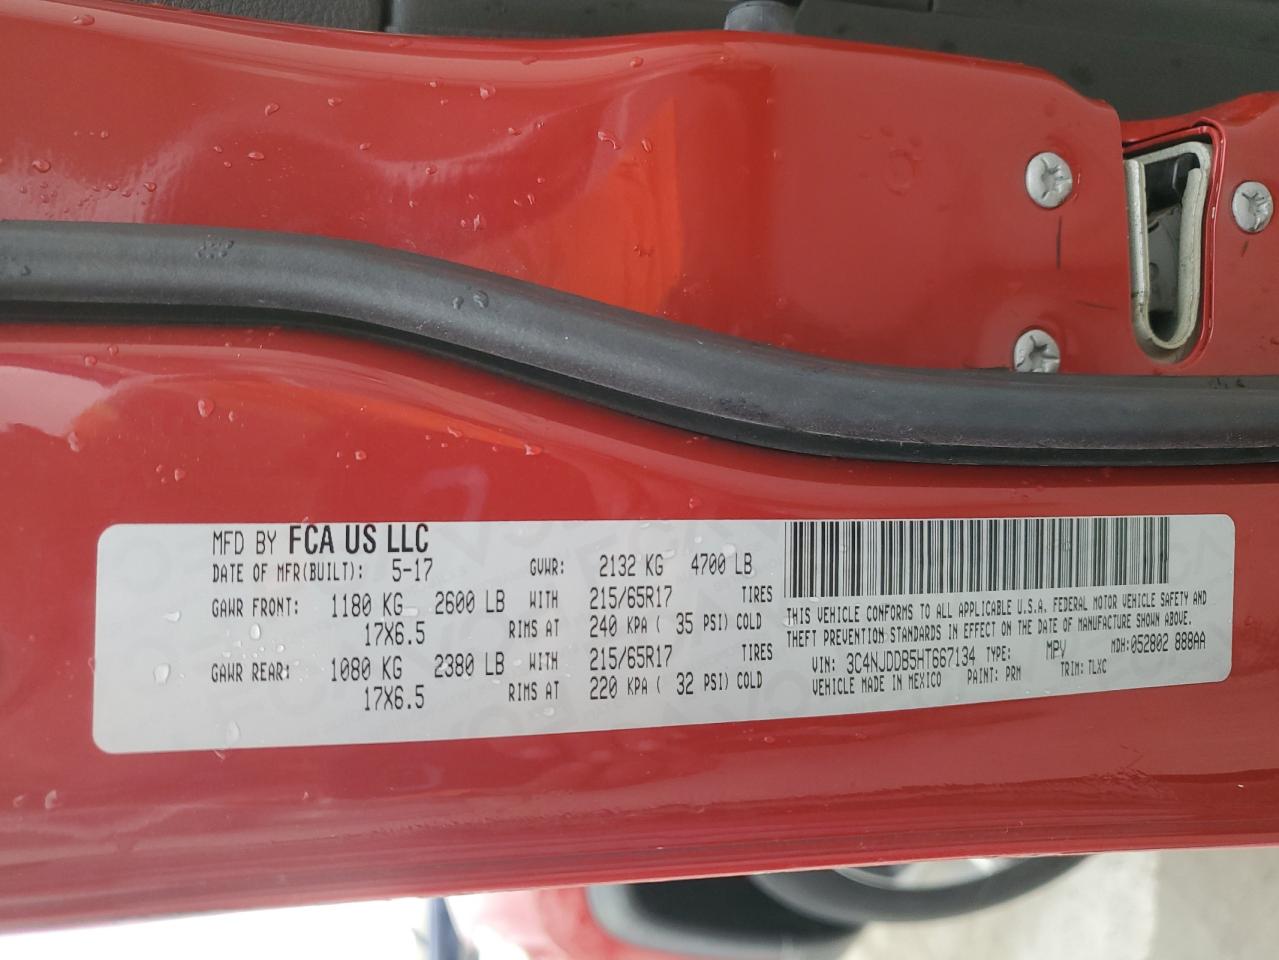 MFD BY FCA US LLC
DATE OF MFR(BUILT): 5-17 GVWR: 2132 KG 4700 LB
GAWR FRONT: 1180 KG 2600 LB WITH 215/65R17 TIRES
17X6.5 RIMS AT 240 KPA ( 35 PSI) COLD
GAWR REAR: 1080 KG 2380 LB WITH 215/65R17 TIRES
17X6.5 RIMS AT 220 KPA ( 32 PSI) COLD
THIS VEHICLE CONFORMS TO ALL APPLICABLE U.S.A. FEDERAL MOTOR VEHICLE SAFETY AND
THEFT PREVENTION STANDARDS IN EFFECT ON THE DATE OF MANUFACTURE SHOWN ABOVE.
VIN: 3C4NJDDB5HT667134 TYPE: MPV MDH: 052802 888AA
VEHICLE MADE IN MEXICO PAINT: PRM TRIM: TLXC